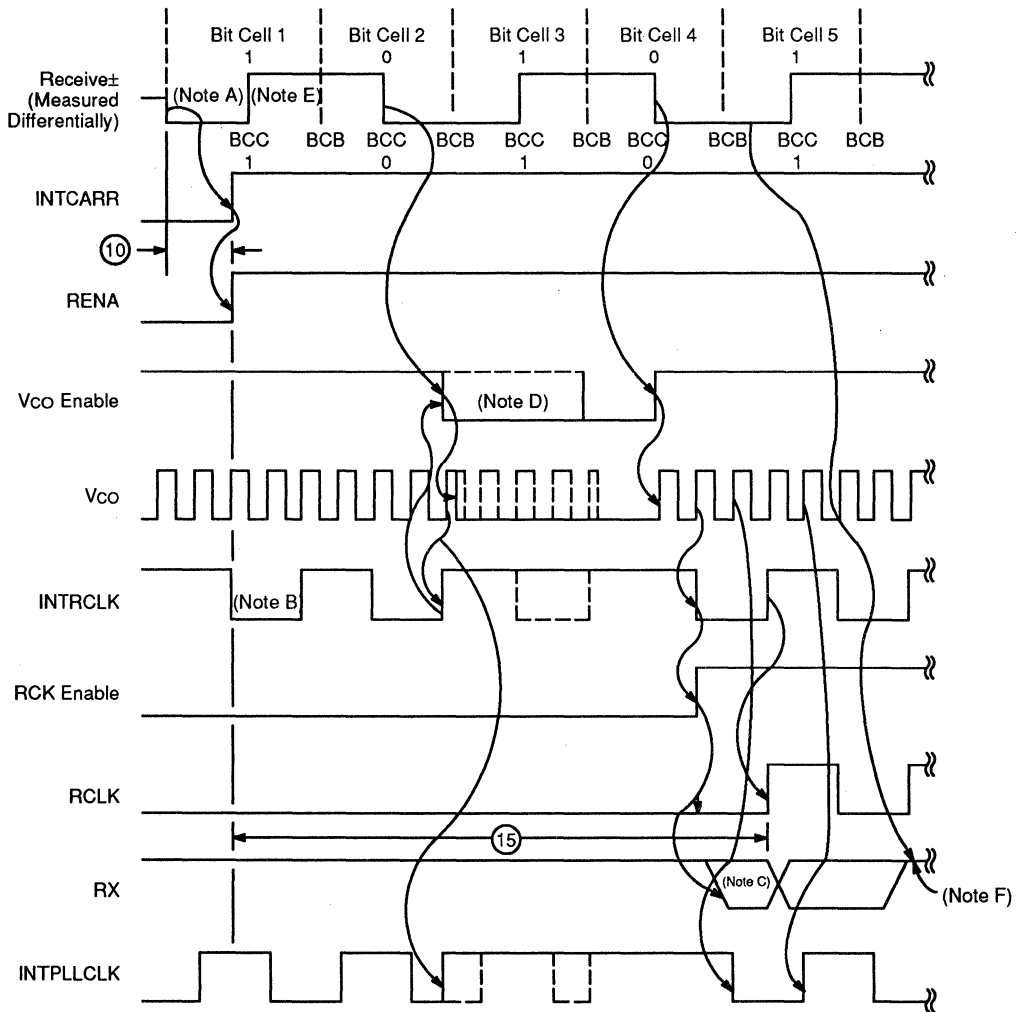 Bit Cell 1 Bit Cell 2 Bit Cell 3 Bit Cell 4 Bit Cell 5
1 0 1 0 1
Receive±
(Measured
Differentially)
(Note A) (Note E)
BCC BCB BCC BCB BCC BCB BCC BCB BCC BCB
1 0 1 0 1
INTCARR
10
RENA
VCO Enable
(Note D)
VCO
INTRCLK
(Note B)
RCK Enable
RCLK
15
RX
(Note C)
(Note F)
INTPLLCLK